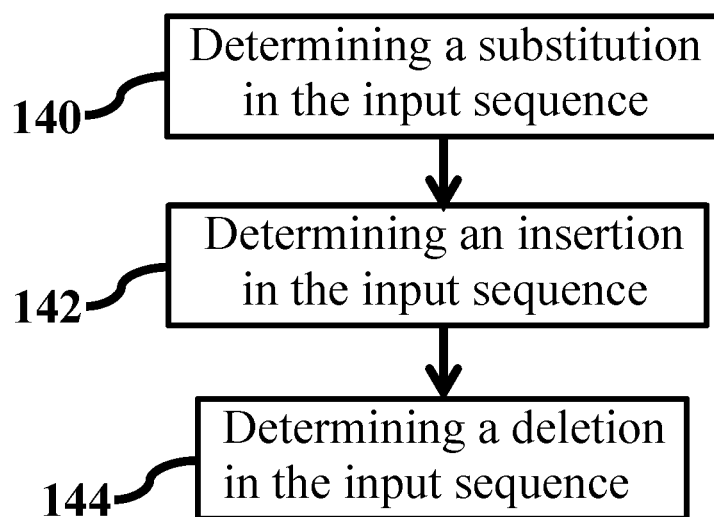 Determining a substitution
in the input sequence
140
Determining an insertion
in the input sequence
142
Determining a deletion
in the input sequence
144